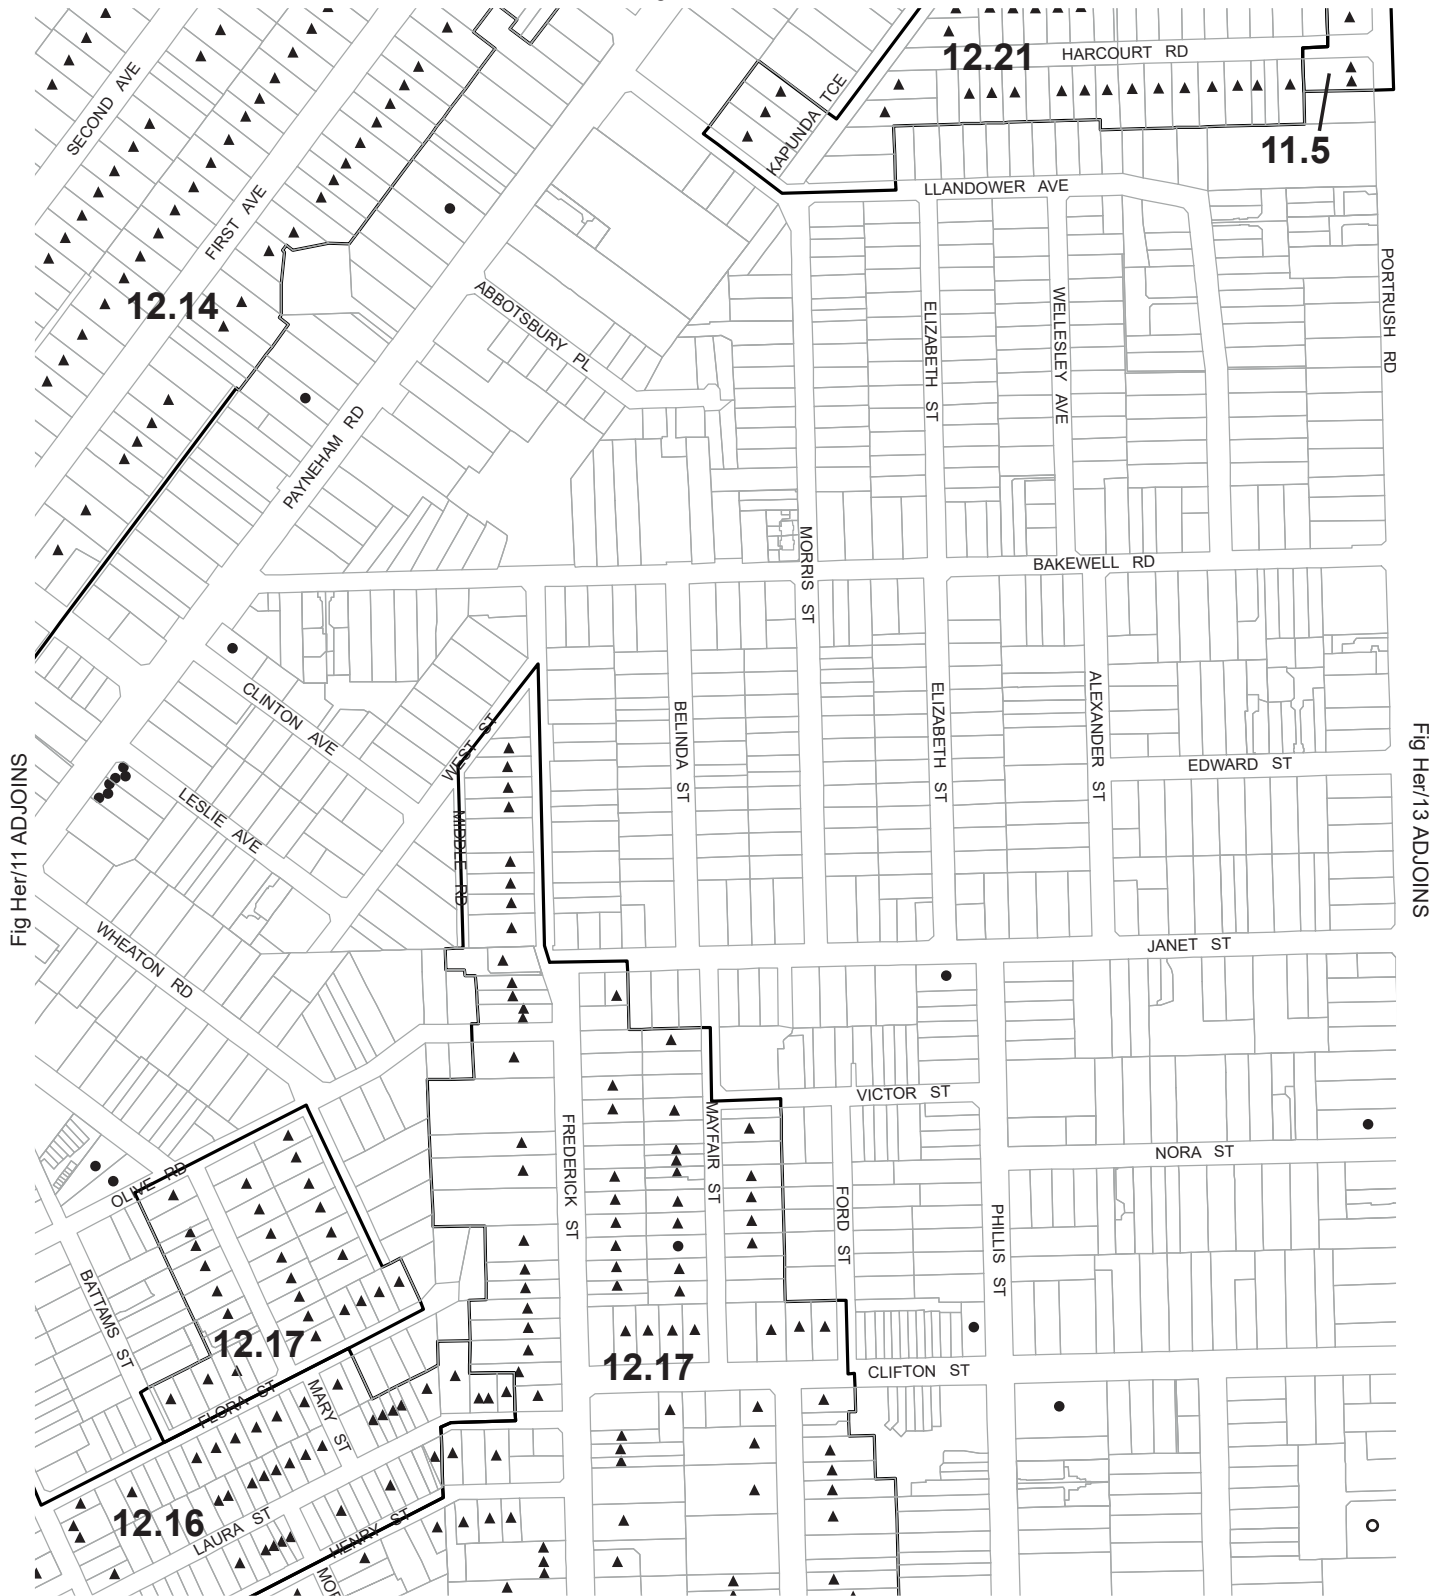 12.21
HARCOURT RD
SECOND AVE
KAPUNDA TCE
11.5
LLANDOWER AVE
FIRST AVE
12.14
ABBOTSBURY PL
ELIZABETH ST
WELLESLEY AVE
PORTRUSH RD
PAYNEHAM RD
MORRIS ST
BAKEWELL RD
CLINTON AVE
WEST ST
BELINDA ST
ELIZABETH ST
ALEXANDER ST
EDWARD ST
Fig Her/11 ADJOINS
Fig Her/13 ADJOINS
LESLIE AVE
MIDDLE RD
WHEATON RD
JANET ST
VICTOR ST
FREDERICK ST
MAYFAIR ST
NORA ST
OLIVE RD
FORD ST
PHILLIS ST
BATTAMS ST
12.17
12.17
CLIFTON ST
FLORA ST
MARY ST
12.16
LAURA ST
HENRY ST